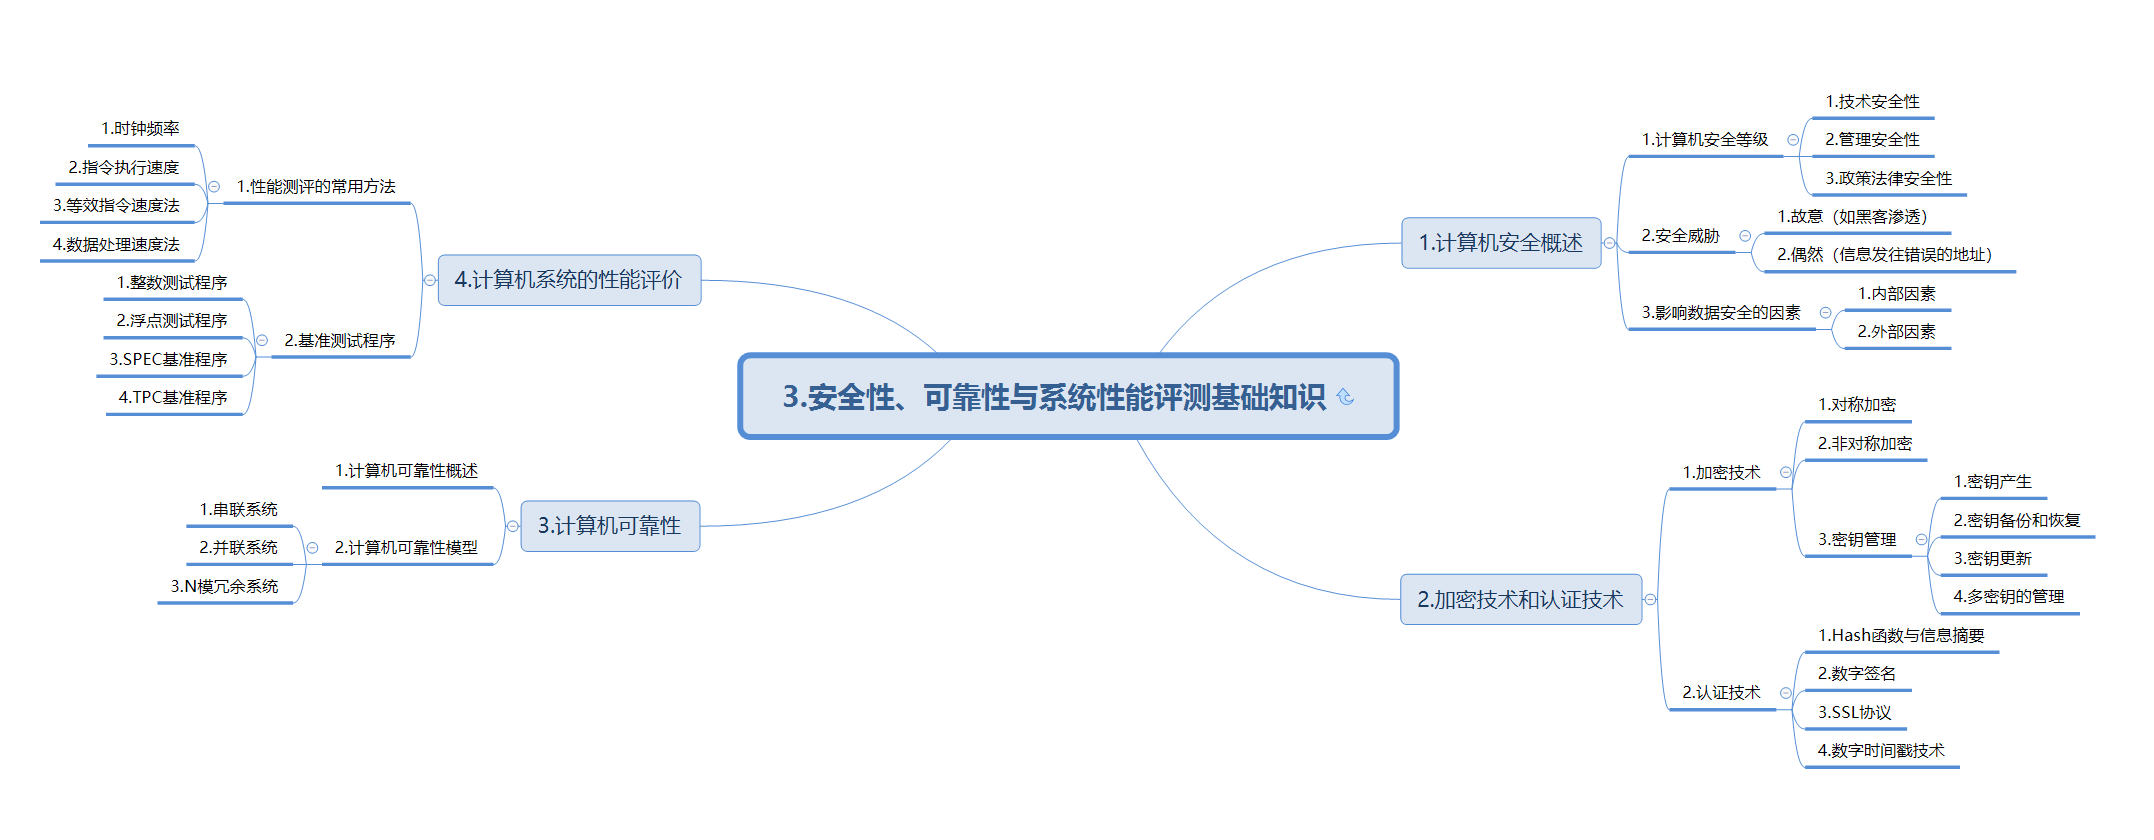 3.安全性、可靠性与系统性能评测基础知识
1.计算机安全概述
1.计算机安全等级
1.技术安全性
2.管理安全性
3.政策法律安全性
2.安全威胁
1.故意（如黑客渗透）
2.偶然（信息发往错误的地址）
3.影响数据安全的因素
1.内部因素
2.外部因素
2.加密技术和认证技术
1.加密技术
1.对称加密
2.非对称加密
3.密钥管理
1.密钥产生
2.密钥备份和恢复
3.密钥更新
4.多密钥的管理
2.认证技术
1.Hash函数与信息摘要
2.数字签名
3.SSL协议
4.数字时间戳技术
3.计算机可靠性
1.计算机可靠性概述
2.计算机可靠性模型
1.串联系统
2.并联系统
3.N模冗余系统
4.计算机系统的性能评价
1.性能测评的常用方法
1.时钟频率
2.指令执行速度
3.等效指令速度法
4.数据处理速度法
2.基准测试程序
1.整数测试程序
2.浮点测试程序
3.SPEC基准程序
4.TPC基准程序